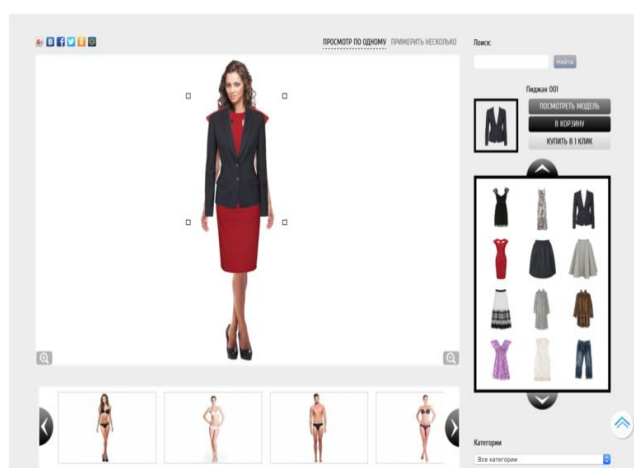 ПРОСМОТР ПО ОДНОМУ ПРИМЕРИТЬ НЕСКОЛЬКО
Поиск:
Найти
Пиджак 001
ПОСМОТРЕТЬ МОДЕЛЬ
В КОРЗИНУ
КУПИТЬ В 1 КЛИК
Категории
Все категории